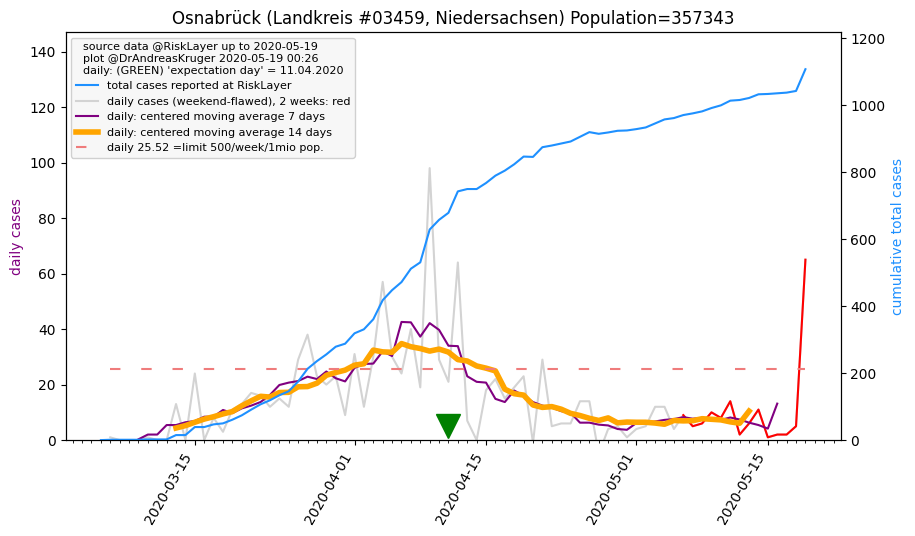 Osnabrück (Landkreis #03459, Niedersachsen) Population=357343
source data @RiskLayer up to 2020-05-19
plot @DrAndreasKruger 2020-05-19 00:26
daily: (GREEN) 'expectation day' = 11.04.2020
total cases reported at RiskLayer
daily cases (weekend-flawed), 2 weeks: red
daily: centered moving average 7 days
daily: centered moving average 14 days
daily 25.52 =limit 500/week/1mio pop.
daily cases
140
120
100
80
60
40
20
0
cumulative total cases
1200
1000
800
600
400
200
0
2020-03-15
2020-04-01
2020-04-15
2020-05-01
2020-05-15